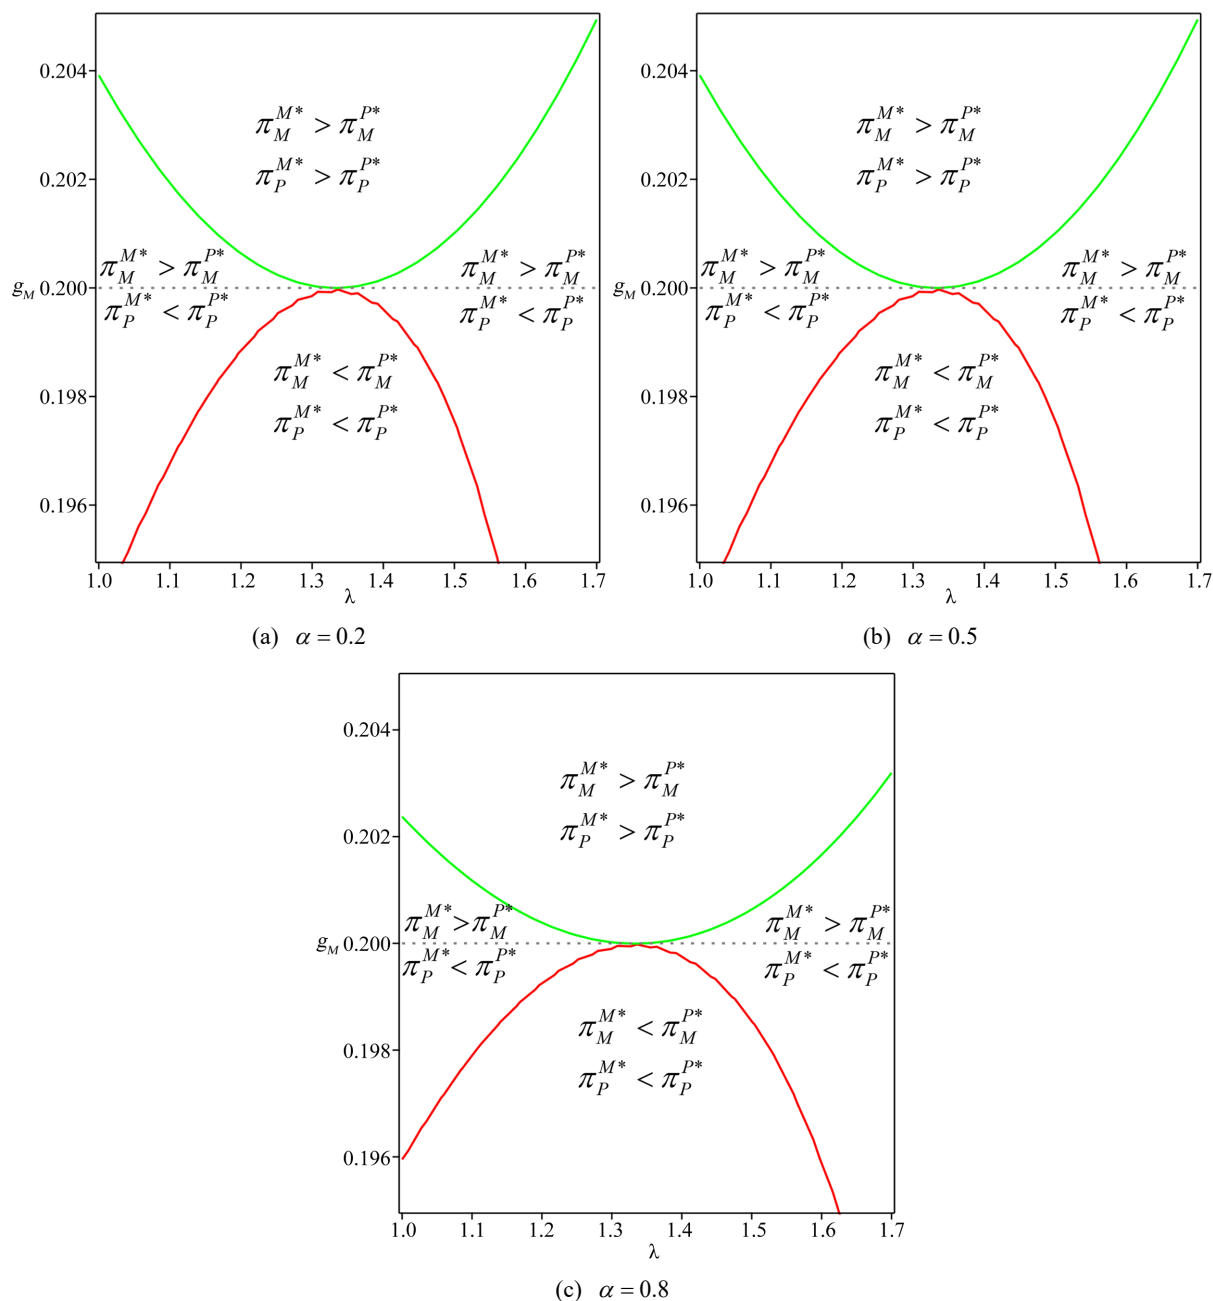 0.204
π_M^{M*} > π_M^{P*}
π_P^{M*} > π_P^{P*}
0.202
π_M^{M*} > π_M^{P*}
π_P^{M*} < π_P^{P*}
π_M^{M*} > π_M^{P*}
π_P^{M*} < π_P^{P*}
g_M 0.200
π_M^{M*} < π_M^{P*}
π_P^{M*} < π_P^{P*}
0.198
0.196
1.0 1.1 1.2 1.3 1.4 1.5 1.6 1.7
λ
(a) α = 0.2
0.204
π_M^{M*} > π_M^{P*}
π_P^{M*} > π_P^{P*}
0.202
π_M^{M*} > π_M^{P*}
π_P^{M*} < π_P^{P*}
π_M^{M*} > π_M^{P*}
π_P^{M*} < π_P^{P*}
g_M 0.200
π_M^{M*} < π_M^{P*}
π_P^{M*} < π_P^{P*}
0.198
0.196
1.0 1.1 1.2 1.3 1.4 1.5 1.6 1.7
λ
(b) α = 0.5
0.204
π_M^{M*} > π_M^{P*}
π_P^{M*} > π_P^{P*}
0.202
π_M^{M*} > π_M^{P*}
π_P^{M*} < π_P^{P*}
π_M^{M*} > π_M^{P*}
π_P^{M*} < π_P^{P*}
g_M 0.200
π_M^{M*} < π_M^{P*}
π_P^{M*} < π_P^{P*}
0.198
0.196
1.0 1.1 1.2 1.3 1.4 1.5 1.6 1.7
λ
(c) α = 0.8